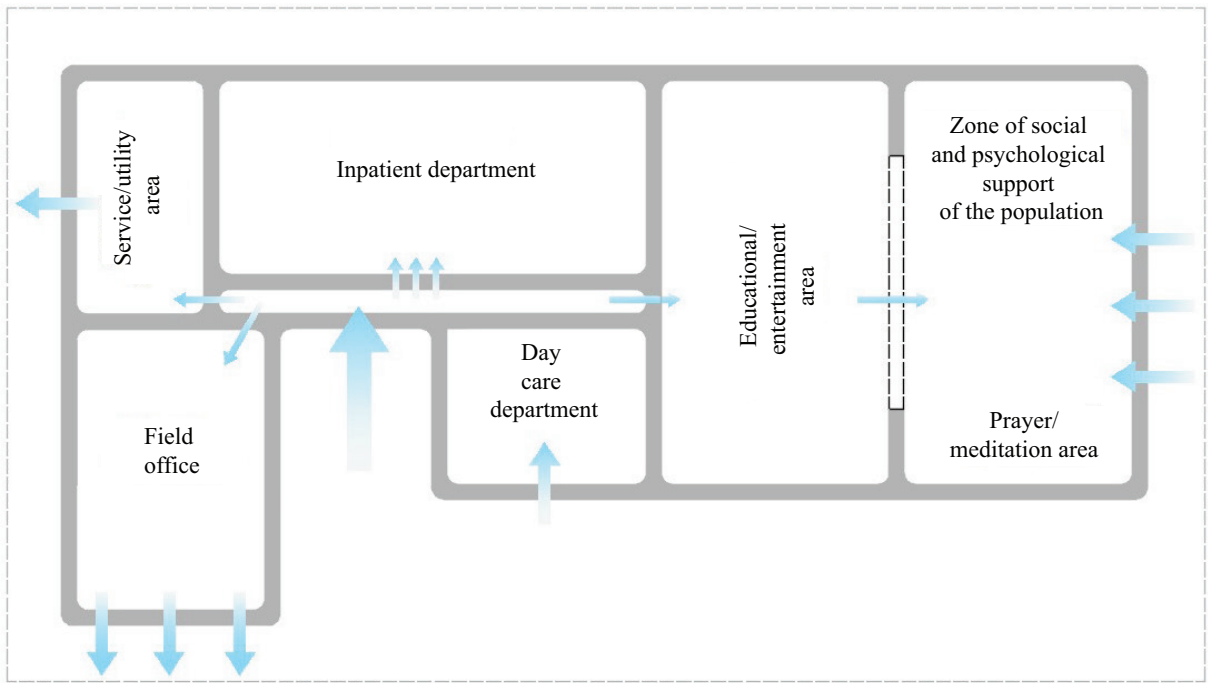 Service/utility
area
Inpatient department
Zone of social
and psychological
support
of the population
Educational/
entertainment
area
Day
care
department
Field
office
Prayer/
meditation area